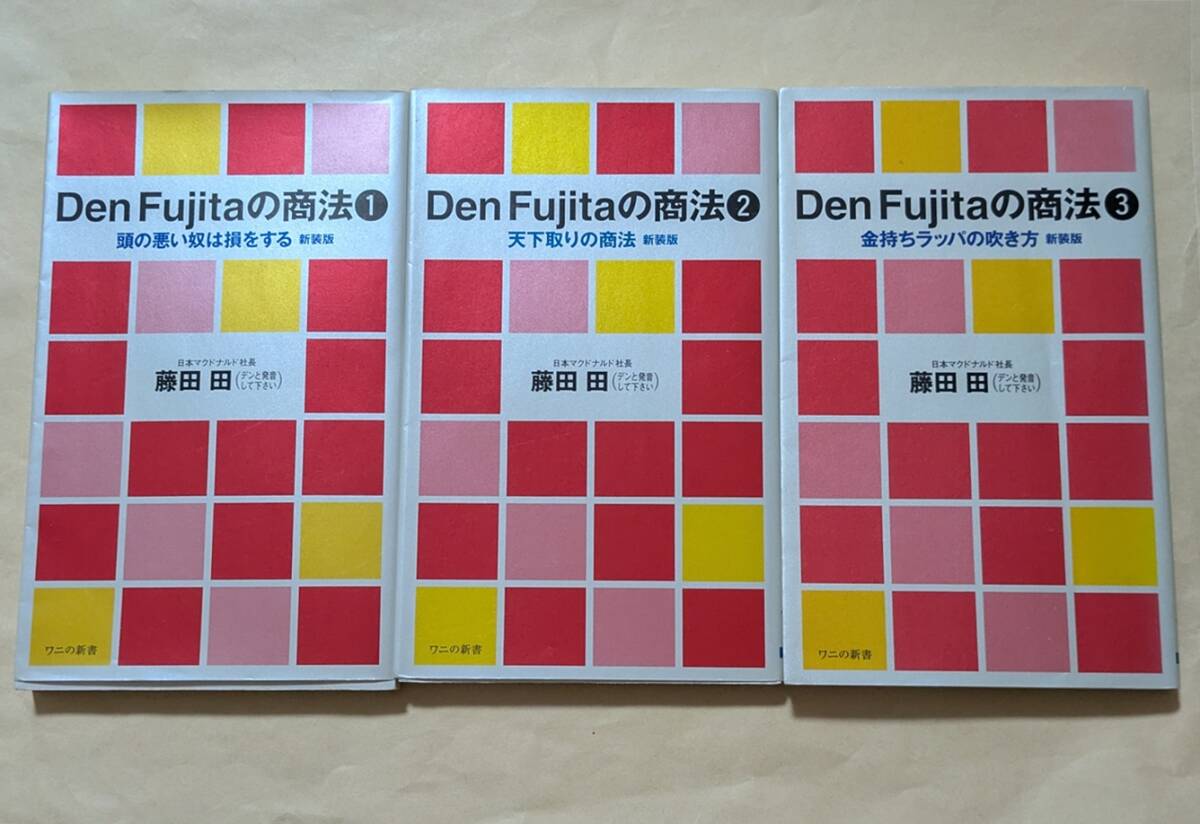 Den Fujitaの商法❶
頭の悪い奴は損をする 新装版
日本マクドナルド社長
藤田 田(デンと発音して下さい)
ワニの新書
Den Fujitaの商法❷
天下取りの商法 新装版
日本マクドナルド社長
藤田 田(デンと発音して下さい)
ワニの新書
Den Fujitaの商法❸
金持ちラッパの吹き方 新装版
日本マクドナルド社長
藤田 田(デンと発音して下さい)
ワニの新書